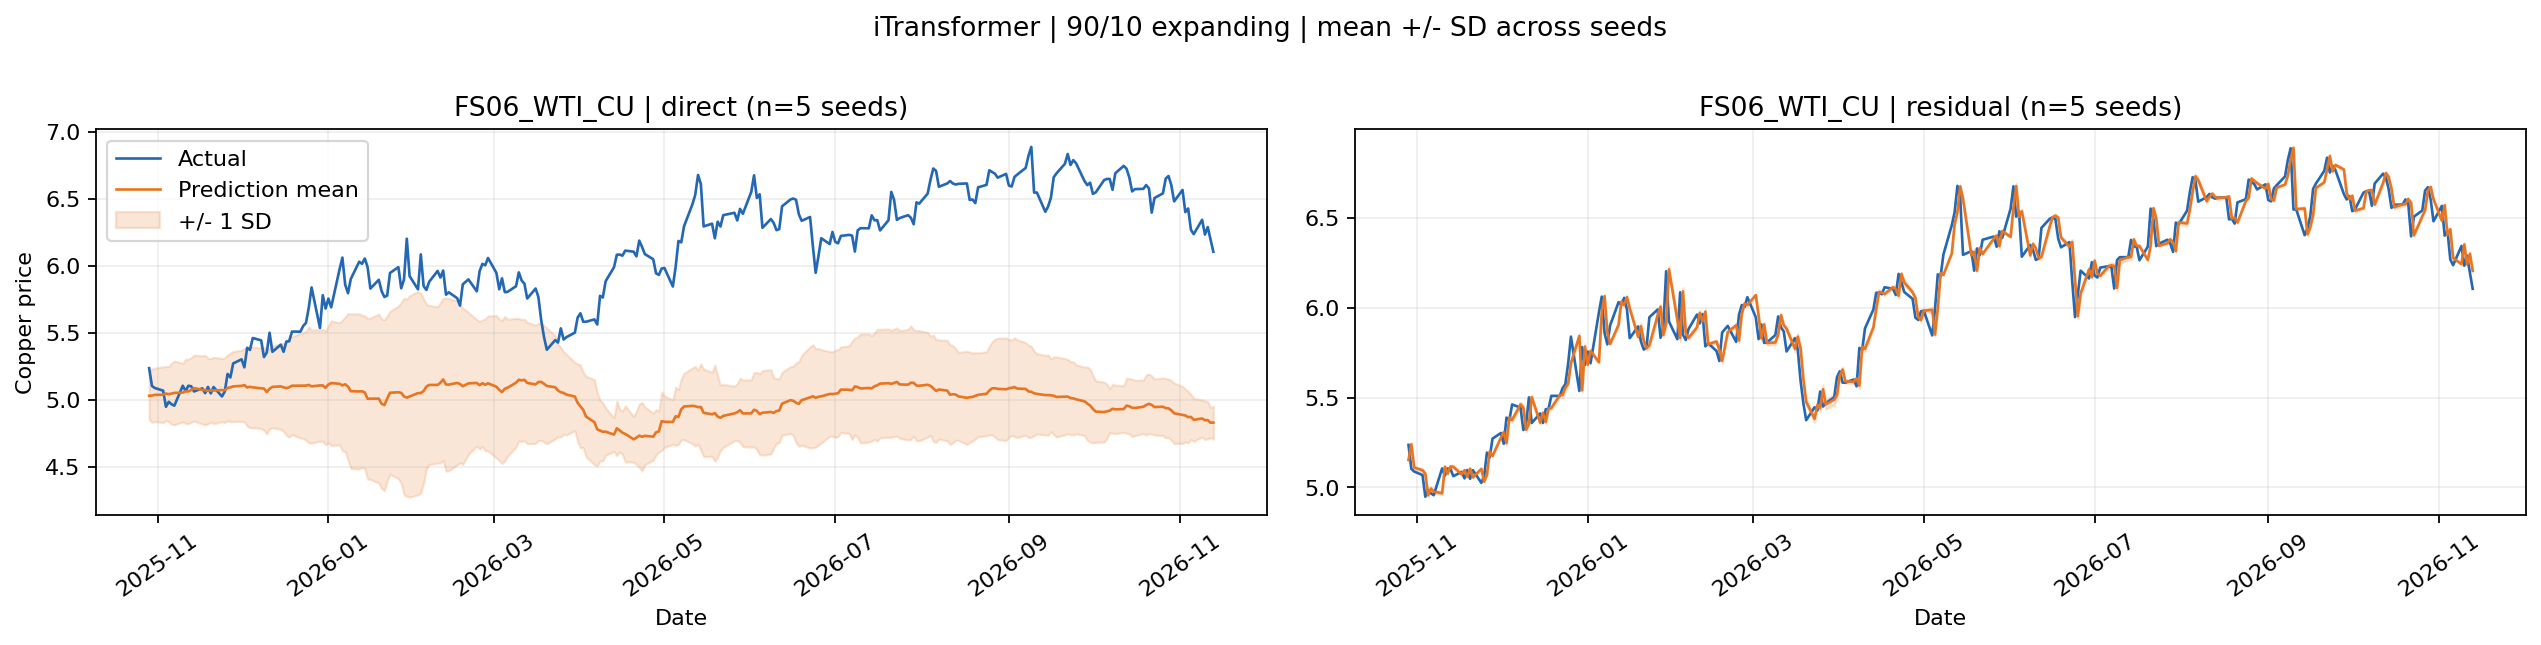 iTransformer | 90/10 expanding | mean +/- SD across seeds
FS06_WTI_CU | direct (n=5 seeds)
7.0
6.5
6.0
5.5
5.0
4.5
Copper price
Actual
Prediction mean
+/- 1 SD
2025-11
2026-01
2026-03
2026-05
2026-07
2026-09
2026-11
Date
FS06_WTI_CU | residual (n=5 seeds)
6.5
6.0
5.5
5.0
2025-11
2026-01
2026-03
2026-05
2026-07
2026-09
2026-11
Date